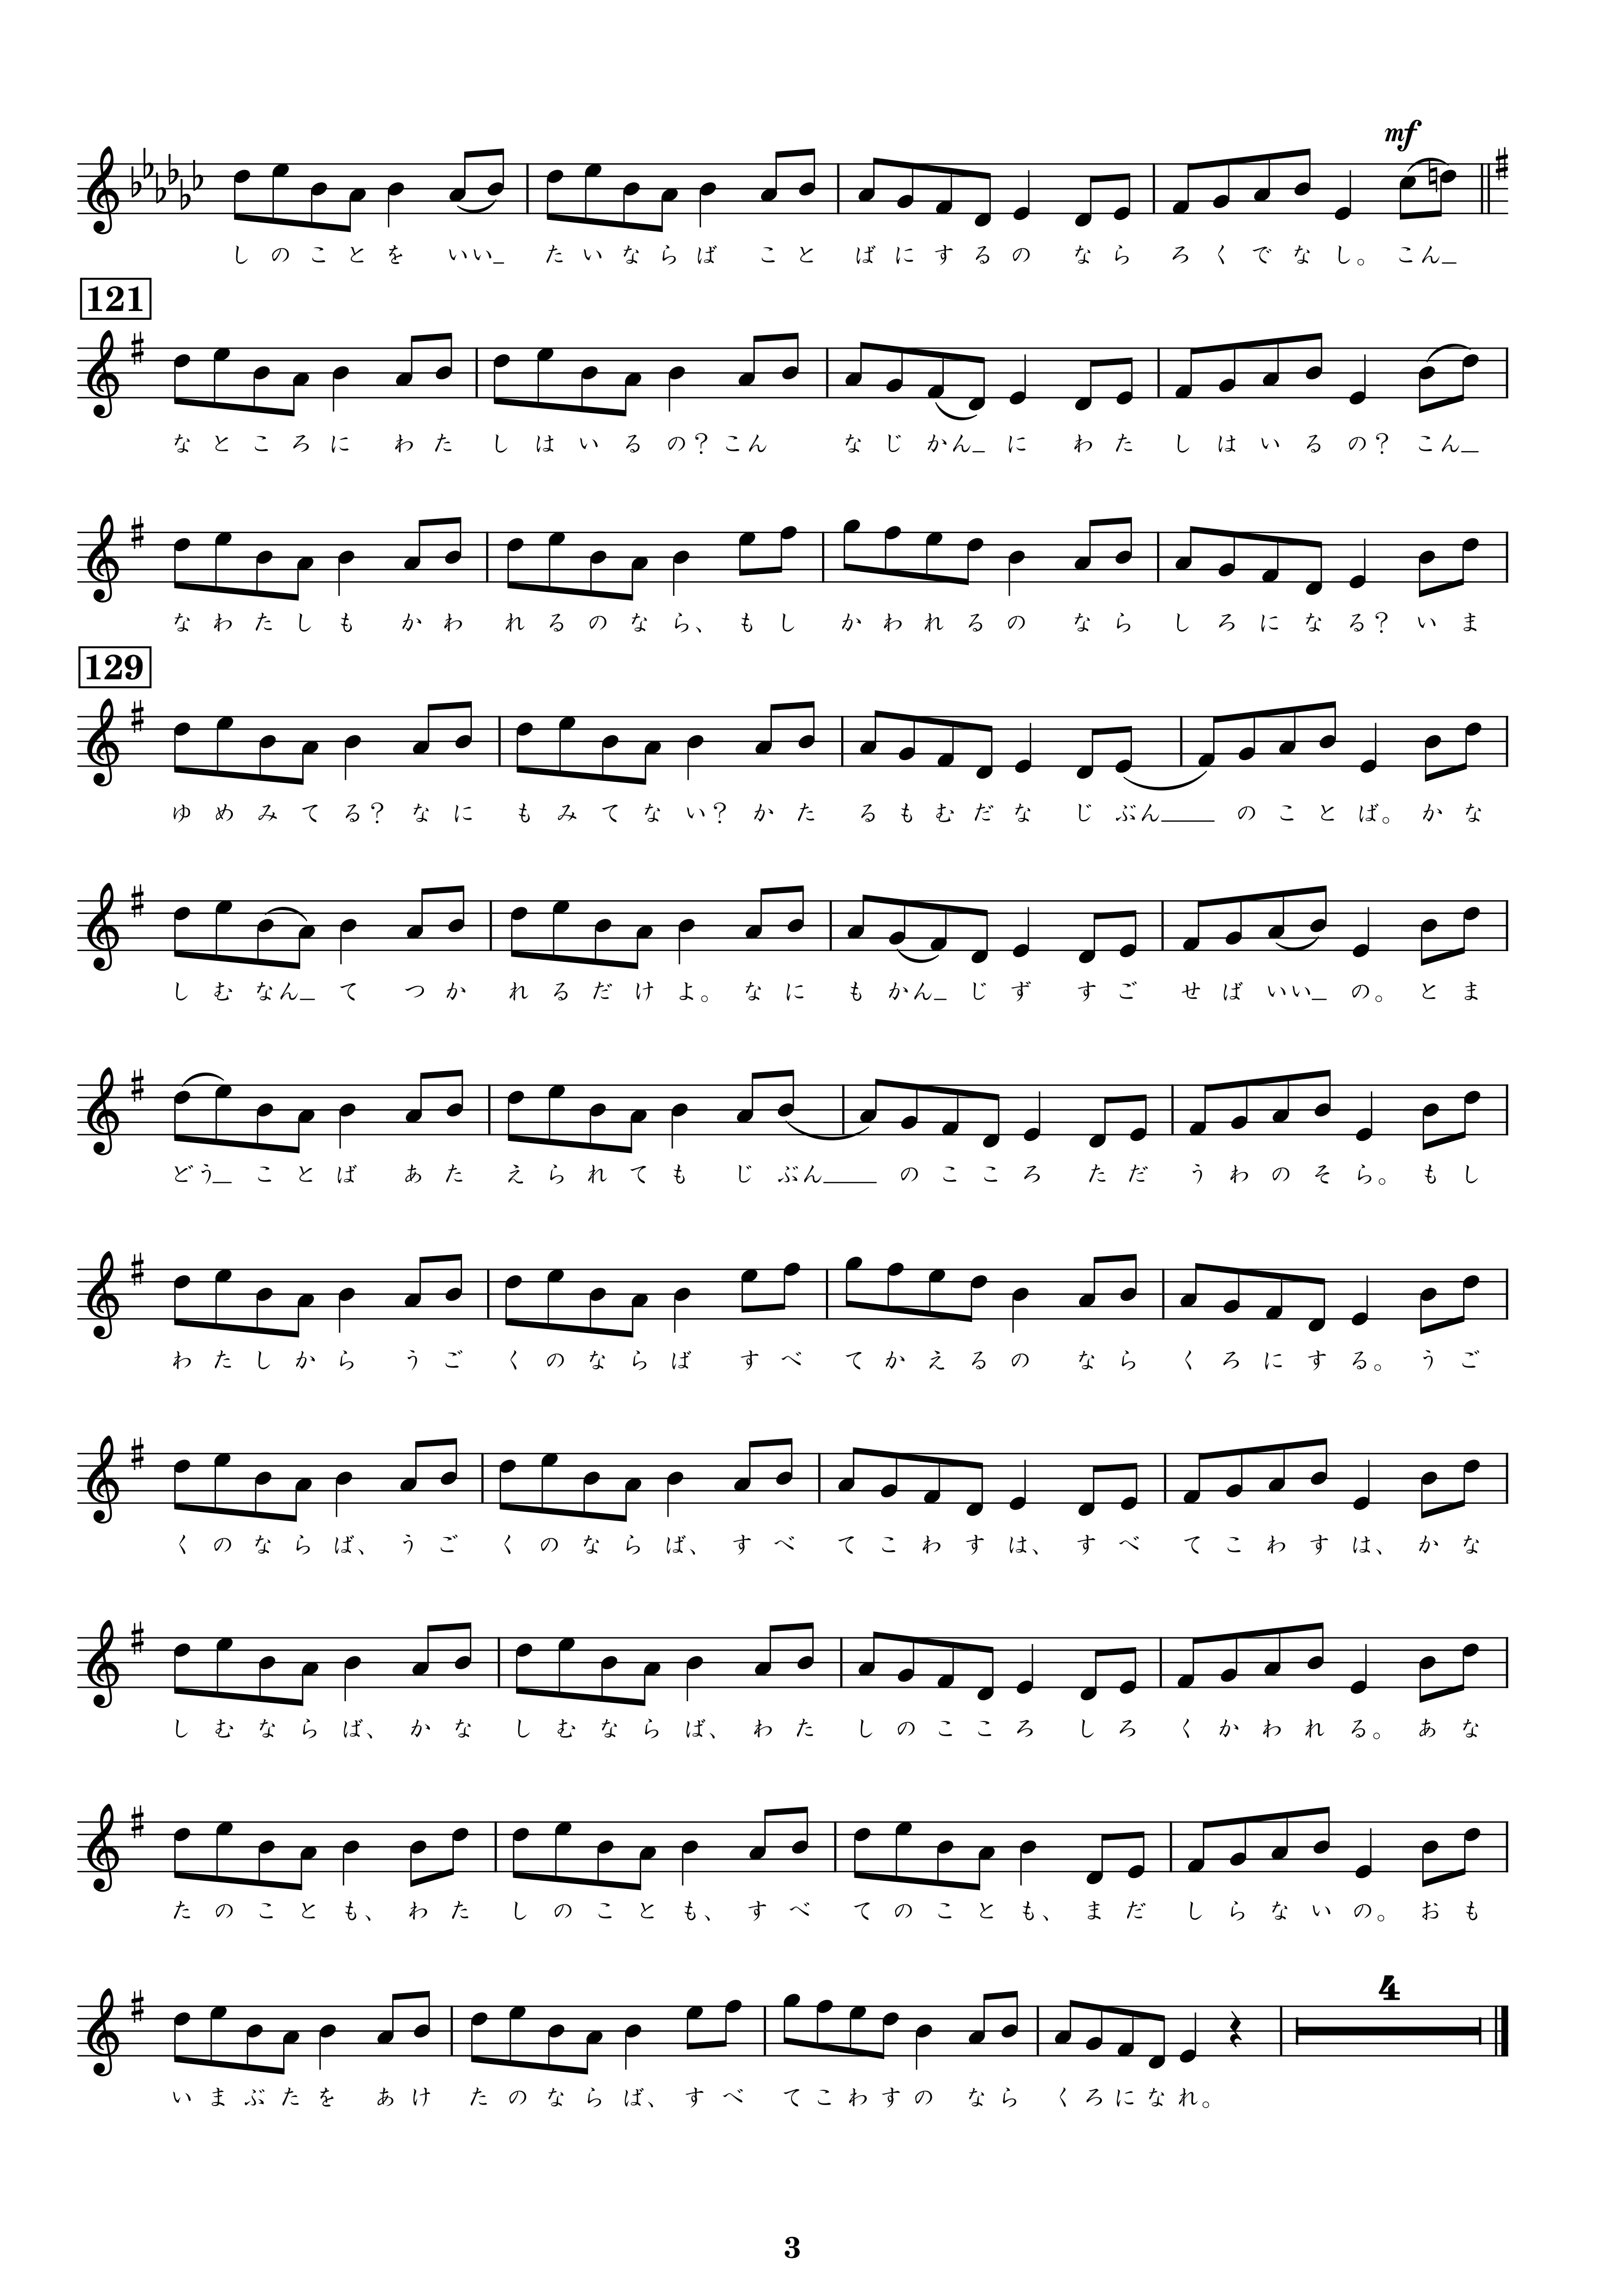 mf
しのことをいい_たいならばことばにするのならろくでなし。こん_
121
なところにわたしはいるの？こんなじかん_にわたしはいるの？こん_
なわたしもかわれるのなら、もしかわれるのならしろになる？いま
129
ゆめみてる？なにもみてない？かたるもむだなじぶん_のことば。かな
しむなん_てつかれるだけよ。なにもかん_じずすごせばいい_の。とま
どう_ことばあたえられてもじぶん_のこころただうわのそら。もし
わたしからうごくのならばすべてかえるのならくろにする。うご
くのならば、うごくのならば、すべてこわすは、すべてこわすは、かな
しむならば、かなしむならば、わたしのこころしろくかわれる。あな
たのことも、わたしのことも、すべてのことも、まだしらないの。おも
4
いまぶたをあけたのならば、すべてこわすのならくろになれ。
3